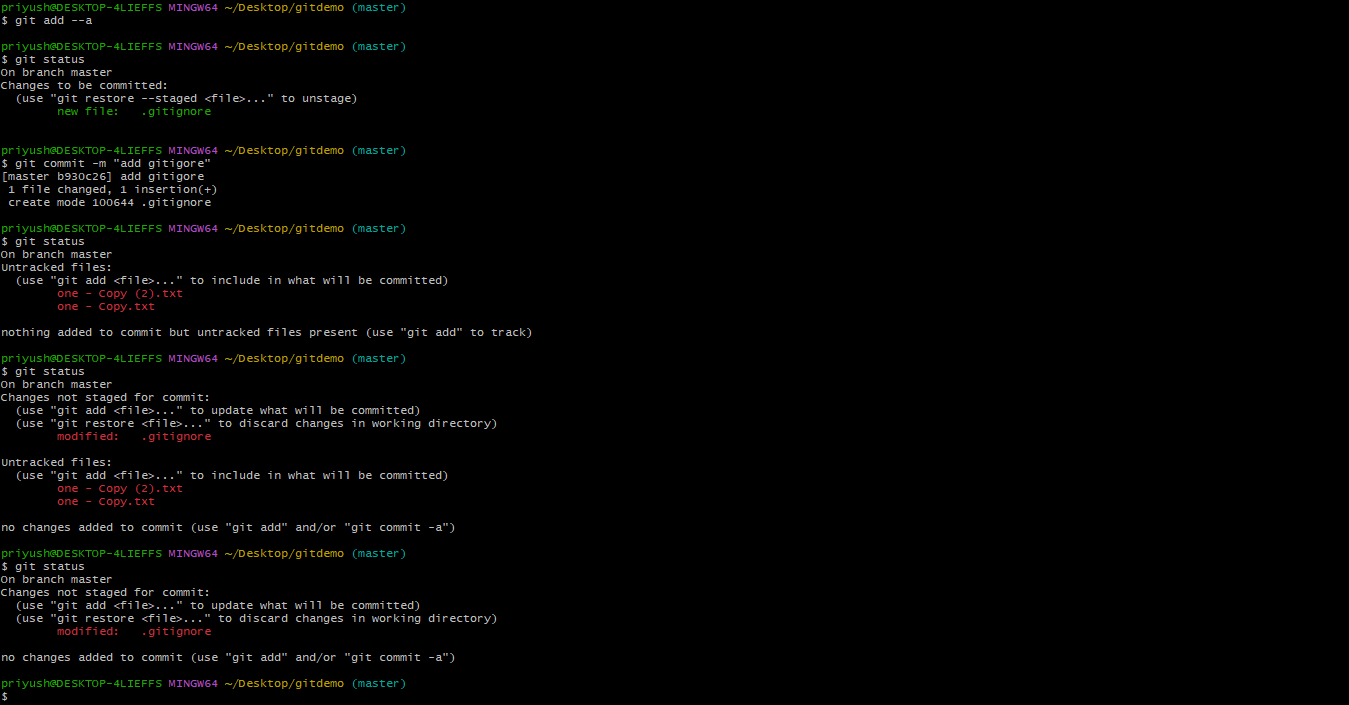 priyush@DESKTOP-4LIEFFS MINGW64 ~/Desktop/gitdemo (master)
$ git add --a
priyush@DESKTOP-4LIEFFS MINGW64 ~/Desktop/gitdemo (master)
$ git status
On branch master
Changes to be committed:
  (use "git restore --staged <file>..." to unstage)
        new file:   .gitignore
priyush@DESKTOP-4LIEFFS MINGW64 ~/Desktop/gitdemo (master)
$ git commit -m "add gitigore"
[master b930c26] add gitigore
 1 file changed, 1 insertion(+)
 create mode 100644 .gitignore
priyush@DESKTOP-4LIEFFS MINGW64 ~/Desktop/gitdemo (master)
$ git status
On branch master
Untracked files:
  (use "git add <file>..." to include in what will be committed)
        one - Copy (2).txt
        one - Copy.txt
nothing added to commit but untracked files present (use "git add" to track)
priyush@DESKTOP-4LIEFFS MINGW64 ~/Desktop/gitdemo (master)
$ git status
On branch master
Changes not staged for commit:
  (use "git add <file>..." to update what will be committed)
  (use "git restore <file>..." to discard changes in working directory)
        modified:   .gitignore
Untracked files:
  (use "git add <file>..." to include in what will be committed)
        one - Copy (2).txt
        one - Copy.txt
no changes added to commit (use "git add" and/or "git commit -a")
priyush@DESKTOP-4LIEFFS MINGW64 ~/Desktop/gitdemo (master)
$ git status
On branch master
Changes not staged for commit:
  (use "git add <file>..." to update what will be committed)
  (use "git restore <file>..." to discard changes in working directory)
        modified:   .gitignore
no changes added to commit (use "git add" and/or "git commit -a")
priyush@DESKTOP-4LIEFFS MINGW64 ~/Desktop/gitdemo (master)
$